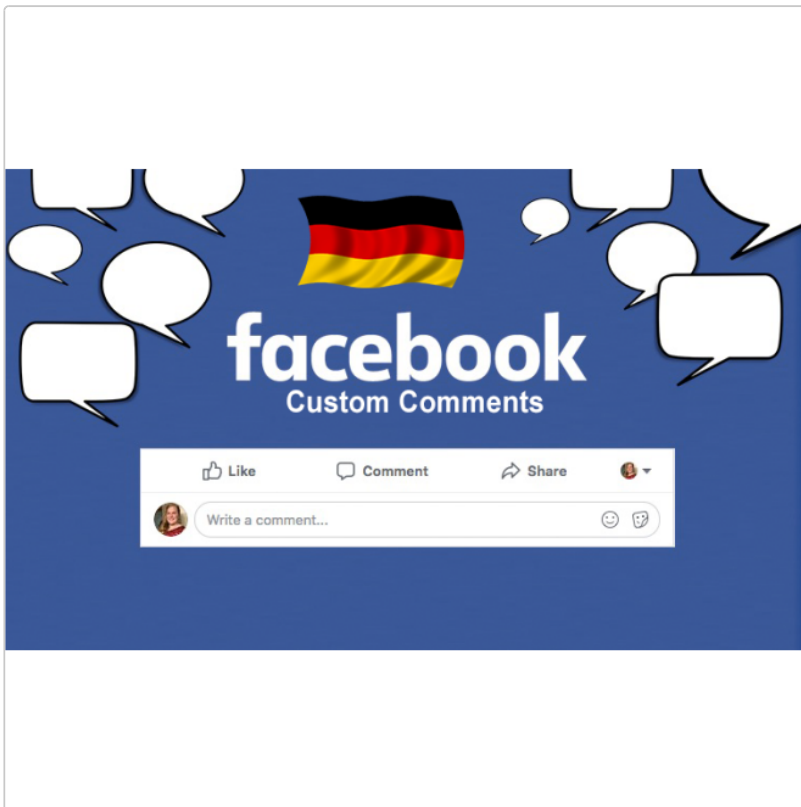 facebook
Custom Comments
Like Comment Share
Write a comment...